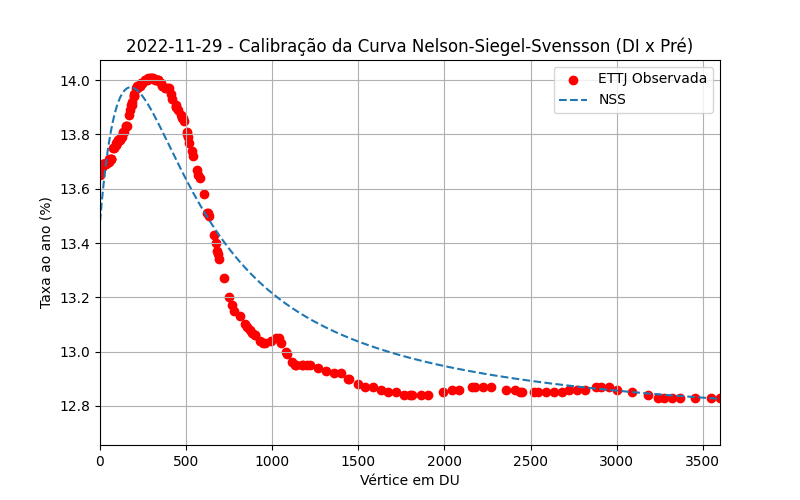 2022-11-29 - Calibração da Curva Nelson-Siegel-Svensson (DI x Pré)
ETTJ Observada
NSS
Taxa ao ano (%)
14.0
13.8
13.6
13.4
13.2
13.0
12.8
0 500 1000 1500 2000 2500 3000 3500
Vértice em DU